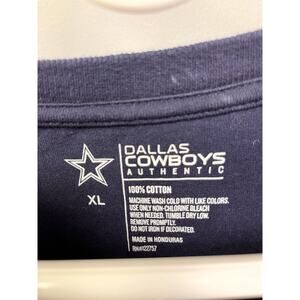 DALLAS
COWBOYS
AUTHENTIC
XL
100% COTTON
MACHINE WASH COLD WITH LIKE COLORS.
USE ONLY NON-CHLORINE BLEACH
WHEN NEEDED. TUMBLE DRY LOW.
REMOVE PROMPTLY.
DO NOT IRON IF DECORATED.
MADE IN HONDURAS